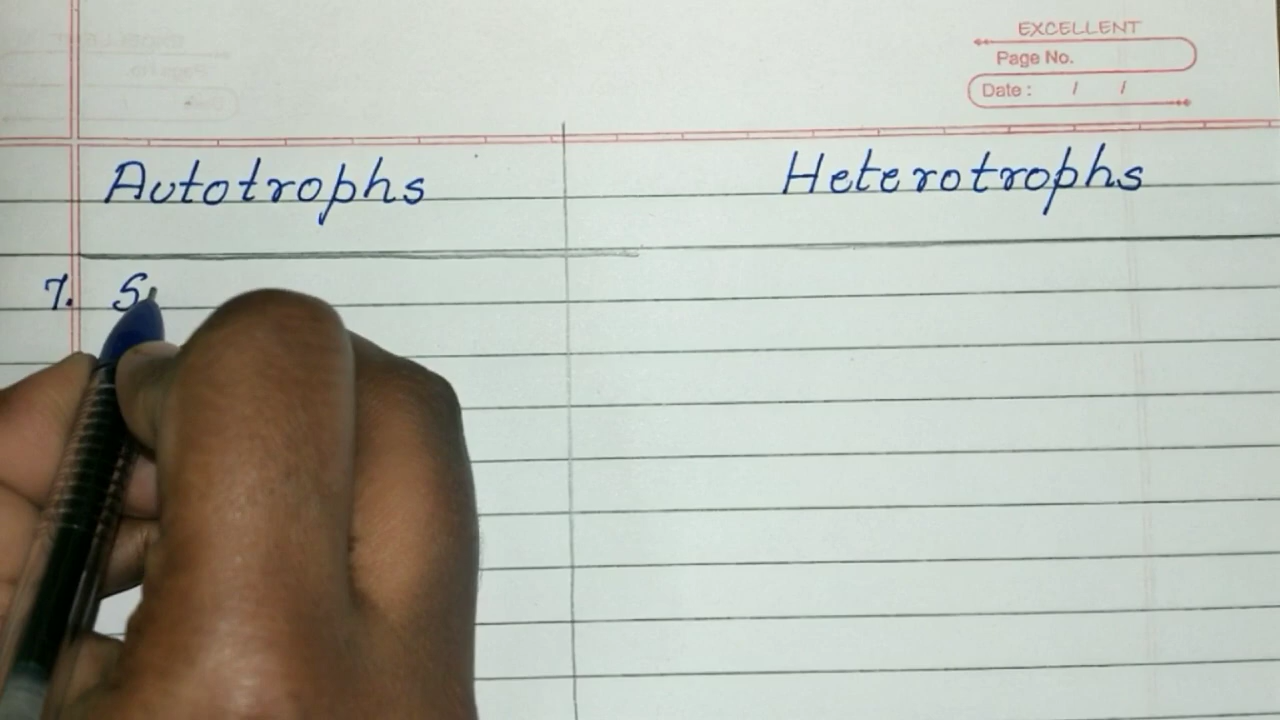 EXCELLENT
Page No.
Date : / /
Autotrophs Heterotrophs
7. S